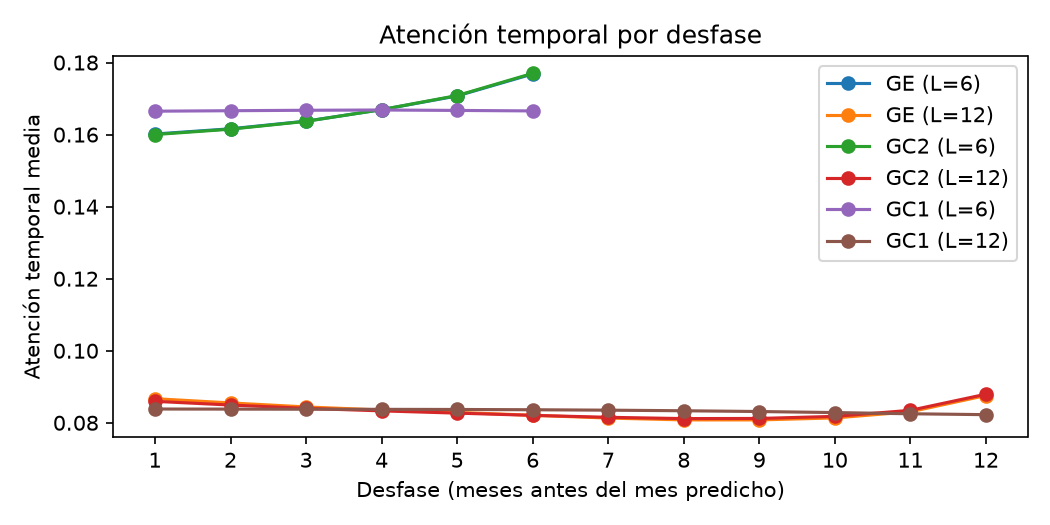 Atención temporal por desfase
Atención temporal media
0.18
0.16
0.14
0.12
0.10
0.08
GE (L=6)
GE (L=12)
GC2 (L=6)
GC2 (L=12)
GC1 (L=6)
GC1 (L=12)
1 2 3 4 5 6 7 8 9 10 11 12
Desfase (meses antes del mes predicho)